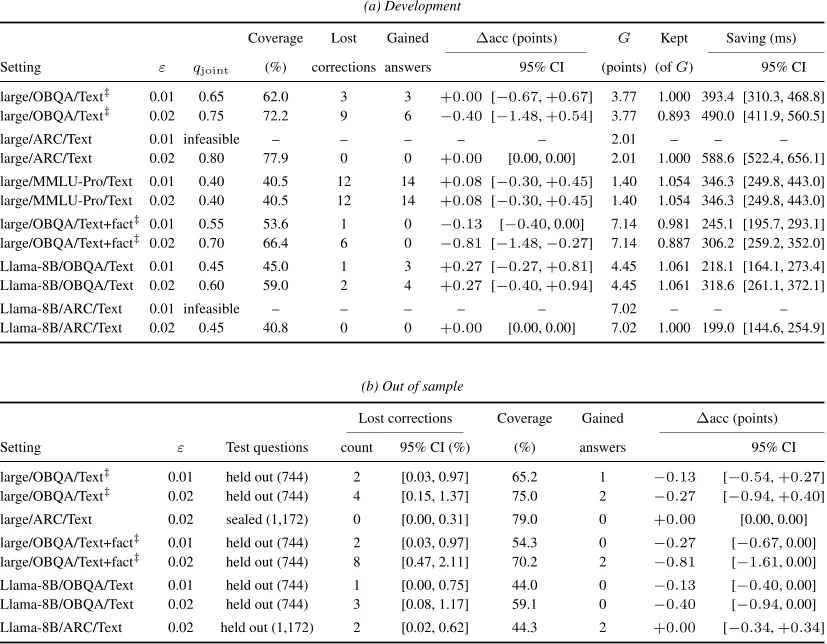 (a) Development
Coverage Lost Gained Δacc (points) G Kept Saving (ms)
Setting ε q_joint (%) corrections answers 95% CI (points) (of G) 95% CI
large/OBQA/Text‡ 0.01 0.65 62.0 3 3 +0.00 [−0.67, +0.67] 3.77 1.000 393.4 [310.3, 468.8]
large/OBQA/Text‡ 0.02 0.75 72.2 9 6 −0.40 [−1.48, +0.54] 3.77 0.893 490.0 [411.9, 560.5]
large/ARC/Text 0.01 infeasible – – – – – 2.01 – – –
large/ARC/Text 0.02 0.80 77.9 0 0 +0.00 [0.00, 0.00] 2.01 1.000 588.6 [522.4, 656.1]
large/MMLU-Pro/Text 0.01 0.40 40.5 12 14 +0.08 [−0.30, +0.45] 1.40 1.054 346.3 [249.8, 443.0]
large/MMLU-Pro/Text 0.02 0.40 40.5 12 14 +0.08 [−0.30, +0.45] 1.40 1.054 346.3 [249.8, 443.0]
large/OBQA/Text+fact‡ 0.01 0.55 53.6 1 0 −0.13 [−0.40, 0.00] 7.14 0.981 245.1 [195.7, 293.1]
large/OBQA/Text+fact‡ 0.02 0.70 66.4 6 0 −0.81 [−1.48, −0.27] 7.14 0.887 306.2 [259.2, 352.0]
Llama-8B/OBQA/Text 0.01 0.45 45.0 1 3 +0.27 [−0.27, +0.81] 4.45 1.061 218.1 [164.1, 273.4]
Llama-8B/OBQA/Text 0.02 0.60 59.0 2 4 +0.27 [−0.40, +0.94] 4.45 1.061 318.6 [261.1, 372.1]
Llama-8B/ARC/Text 0.01 infeasible – – – – – 7.02 – – –
Llama-8B/ARC/Text 0.02 0.45 40.8 0 0 +0.00 [0.00, 0.00] 7.02 1.000 199.0 [144.6, 254.9]
(b) Out of sample
Lost corrections Coverage Gained Δacc (points)
Setting ε Test questions count 95% CI (%) (%) answers 95% CI
large/OBQA/Text‡ 0.01 held out (744) 2 [0.03, 0.97] 65.2 1 −0.13 [−0.54, +0.27]
large/OBQA/Text‡ 0.02 held out (744) 4 [0.15, 1.37] 75.0 2 −0.27 [−0.94, +0.40]
large/ARC/Text 0.02 sealed (1,172) 0 [0.00, 0.31] 79.0 0 +0.00 [0.00, 0.00]
large/OBQA/Text+fact‡ 0.01 held out (744) 2 [0.03, 0.97] 54.3 0 −0.27 [−0.67, 0.00]
large/OBQA/Text+fact‡ 0.02 held out (744) 8 [0.47, 2.11] 70.2 2 −0.81 [−1.61, 0.00]
Llama-8B/OBQA/Text 0.01 held out (744) 1 [0.00, 0.75] 44.0 0 −0.13 [−0.40, 0.00]
Llama-8B/OBQA/Text 0.02 held out (744) 3 [0.08, 1.17] 59.1 0 −0.40 [−0.94, 0.00]
Llama-8B/ARC/Text 0.02 held out (1,172) 2 [0.02, 0.62] 44.3 2 +0.00 [−0.34, +0.34]